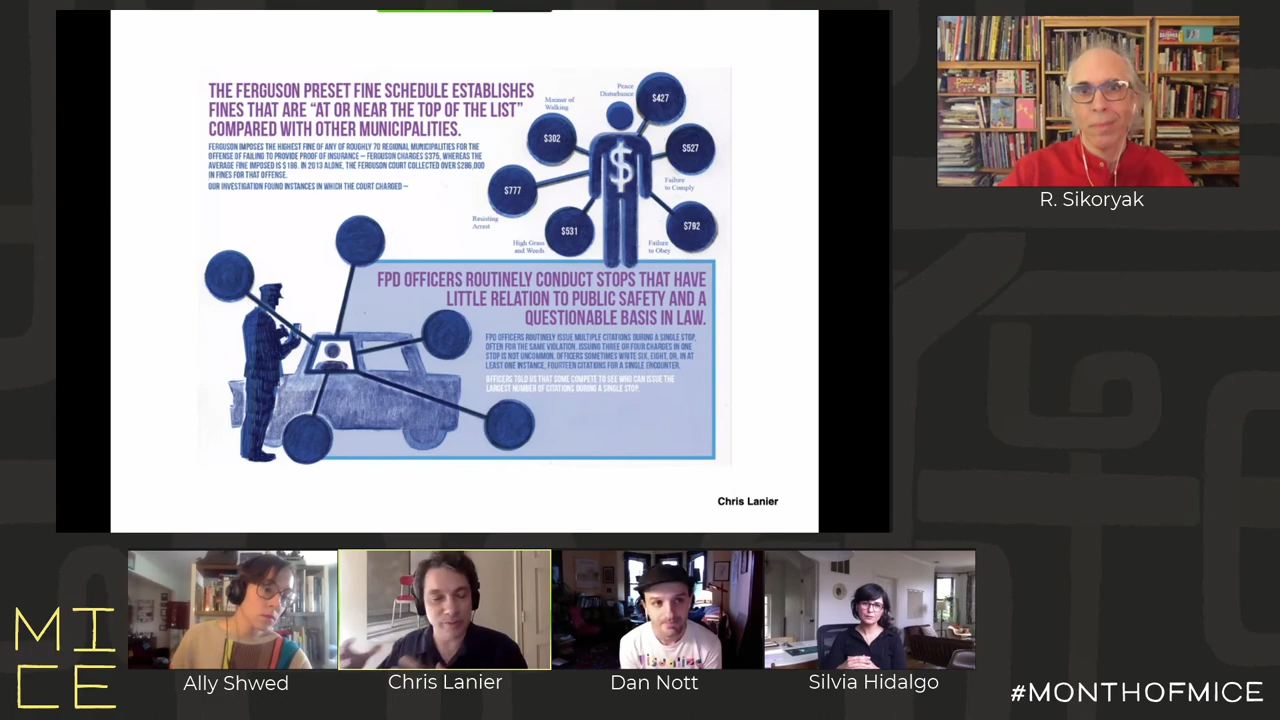 THE FERGUSON PRESET FINE SCHEDULE ESTABLISHES
FINES THAT ARE “AT OR NEAR THE TOP OF THE LIST”
COMPARED WITH OTHER MUNICIPALITIES.
FERGUSON IMPOSES THE HIGHEST FINE OF ANY OF ROUGHLY 70 REGIONAL MUNICIPALITIES FOR THE
OFFENSE OF FAILING TO PROVIDE PROOF OF INSURANCE – FERGUSON CHARGES $375, WHEREAS THE
AVERAGE FINE IMPOSED IS $186. IN 2013 ALONE, THE FERGUSON COURT COLLECTED OVER $286,000
IN FINES FOR THAT OFFENSE.
OUR INVESTIGATION FOUND INSTANCES IN WHICH THE COURT CHARGED –
Peace
Disturbance
$427
Manner of
Walking
$302
$527
Failure
to Comply
$777
Resisting
Arrest
$
$531
High Grass
and Weeds
$792
Failure
to Obey
FPD OFFICERS ROUTINELY CONDUCT STOPS THAT HAVE
LITTLE RELATION TO PUBLIC SAFETY AND A
QUESTIONABLE BASIS IN LAW.
FPD OFFICERS ROUTINELY ISSUE MULTIPLE CITATIONS DURING A SINGLE STOP,
OFTEN FOR THE SAME VIOLATION. ISSUING THREE OR FOUR CHARGES IN ONE
STOP IS NOT UNCOMMON. OFFICERS SOMETIMES WRITE SIX, EIGHT, OR, IN AT
LEAST ONE INSTANCE, FOURTEEN CITATIONS FOR A SINGLE ENCOUNTER.
OFFICERS TOLD US THAT SOME COMPETE TO SEE WHO CAN ISSUE THE
LARGEST NUMBER OF CITATIONS DURING A SINGLE STOP.
Chris Lanier
R. Sikoryak
MI
CE
Ally Shwed
Chris Lanier
Dan Nott
Silvia Hidalgo
#MONTHOFMICE